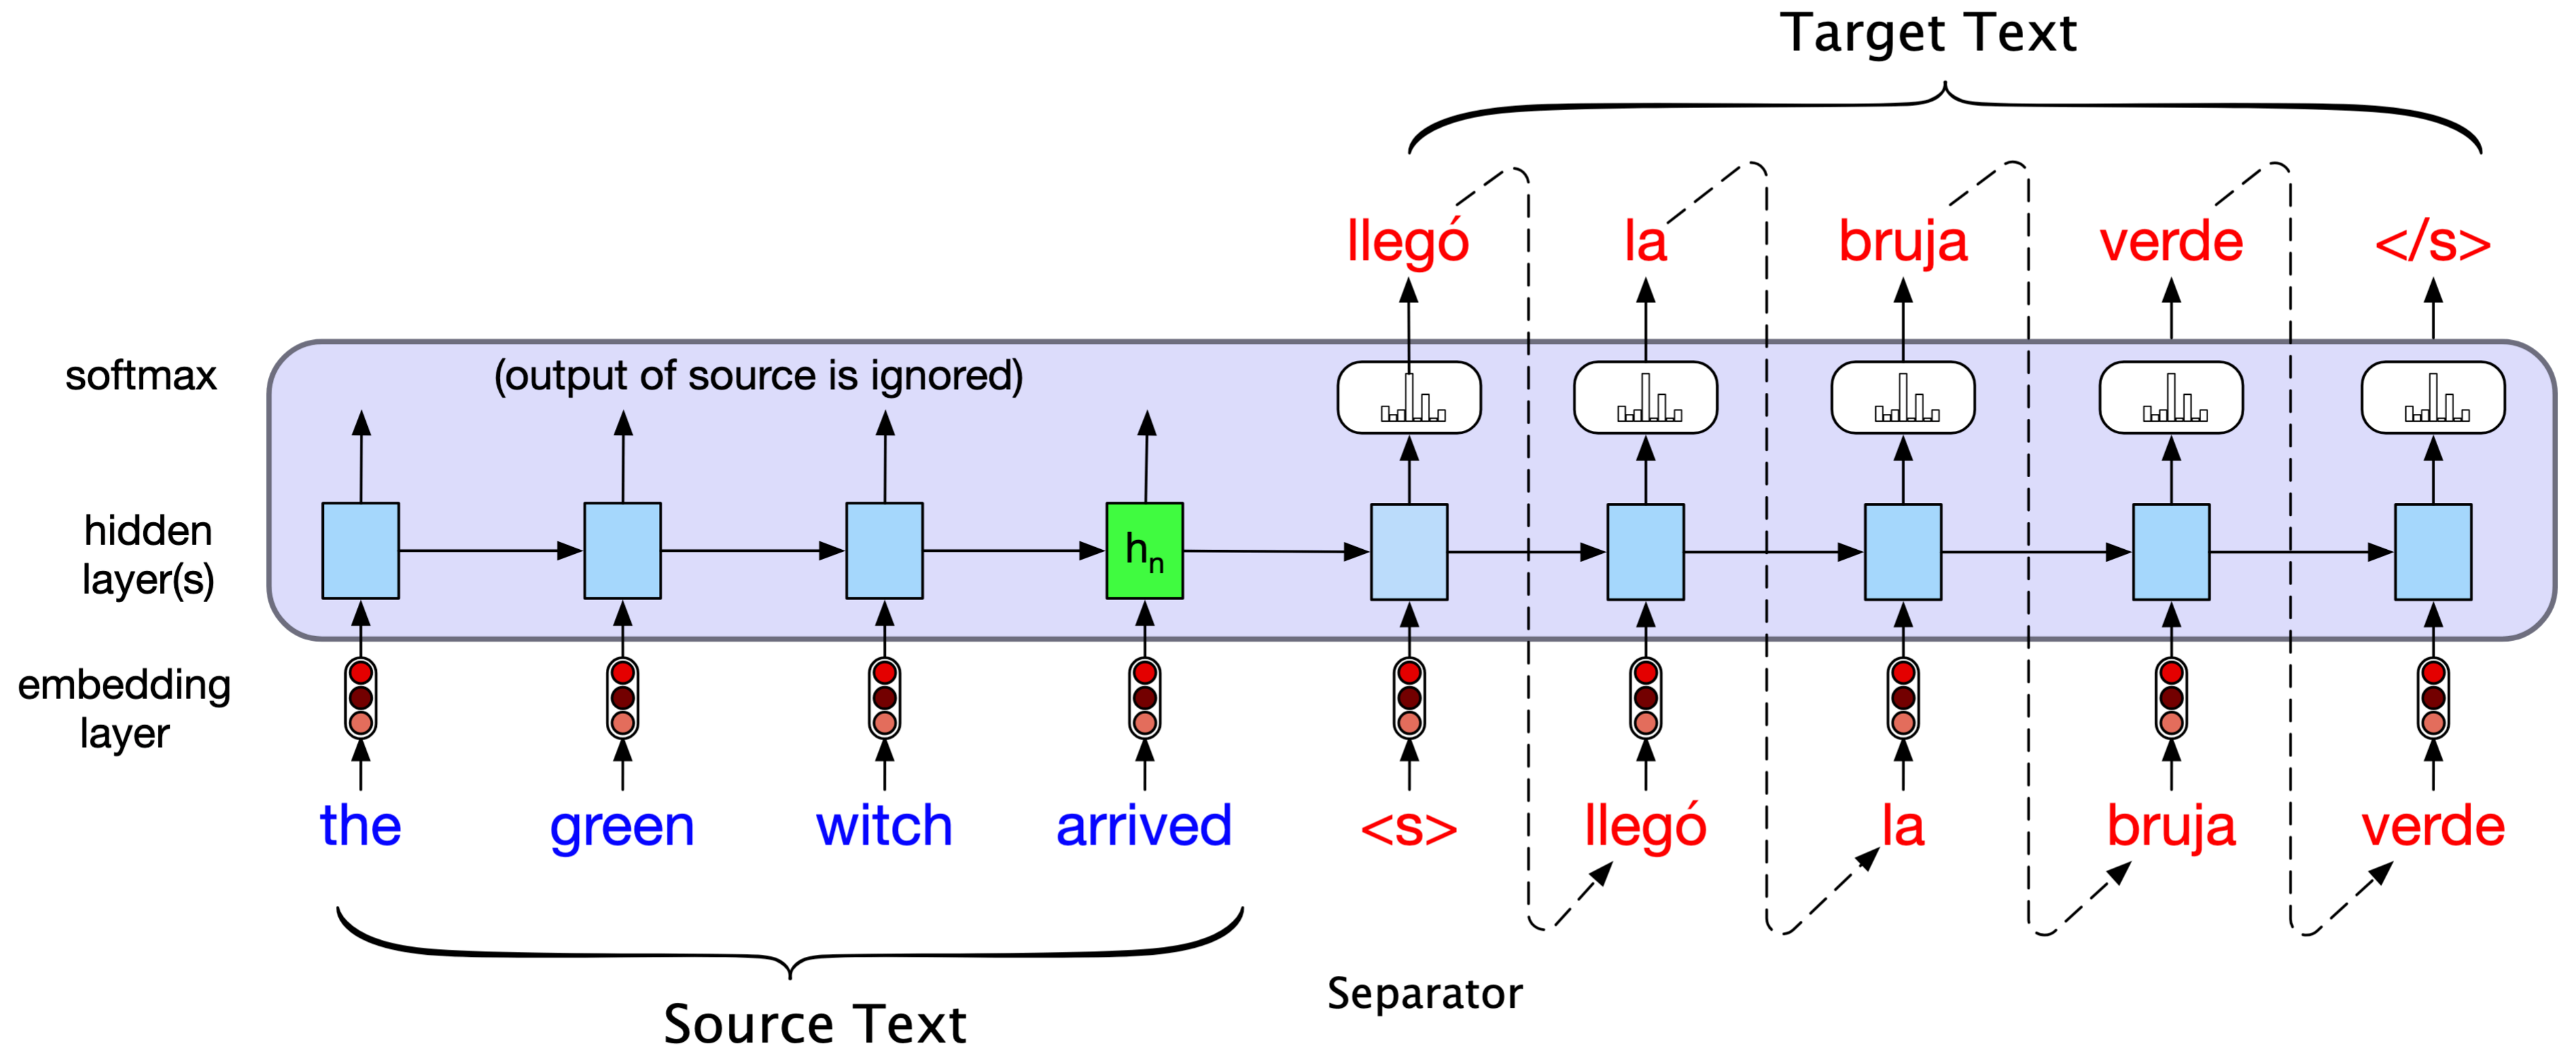 Target Text
llegó la bruja verde </s>
softmax (output of source is ignored)
hidden
layer(s)
hn
embedding
layer
the green witch arrived <s> llegó la bruja verde
Separator
Source Text